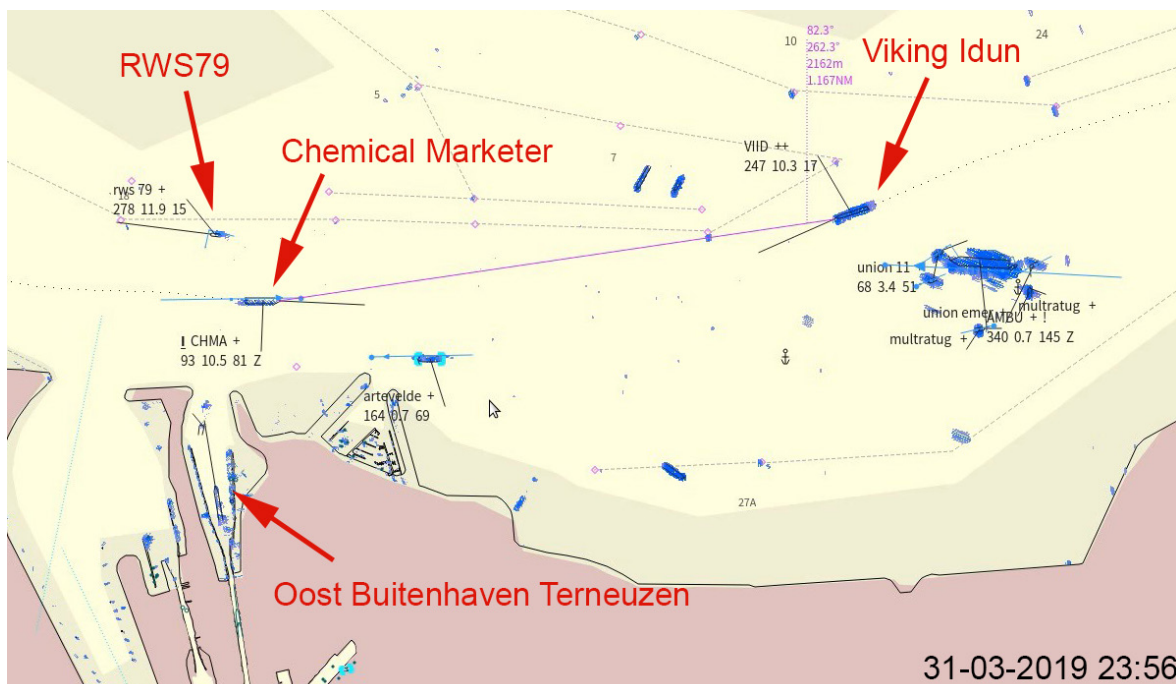 82.3°
262.3°
2162m
1.167NM
10
24
RWS79
Viking Idun
5
Chemical Marketer
7
VIID ++
247 10.3 17
rws 79 +
18
278 11.9 15
union 11
68 3.4 51
union emer
multratug +
AMBU + !
multratug +
340 0.7 145 Z
I CHMA +
93 10.5 81 Z
artevelde +
164 0.7 69
27A
Oost Buitenhaven Terneuzen
31-03-2019 23:56